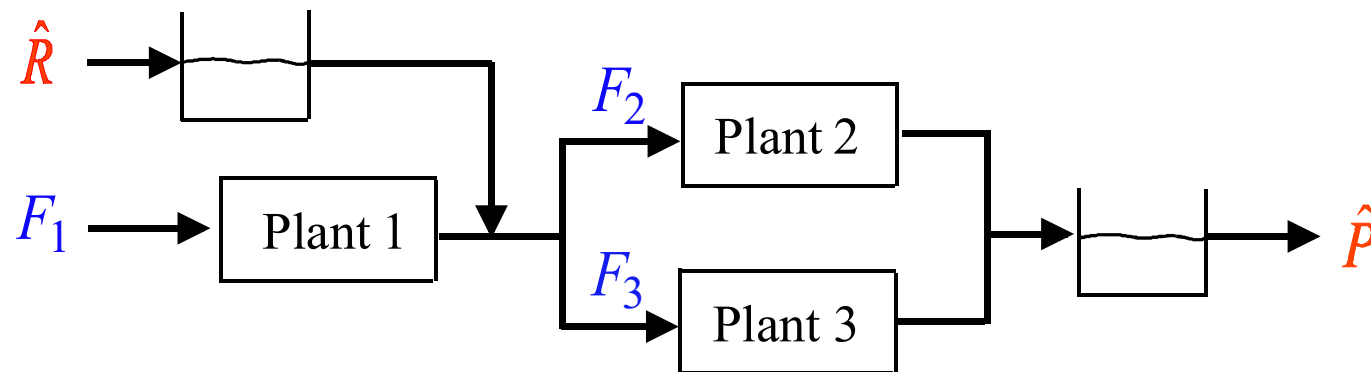 R̂
F₂
Plant 2
F₁
Plant 1
P̂
F₃
Plant 3